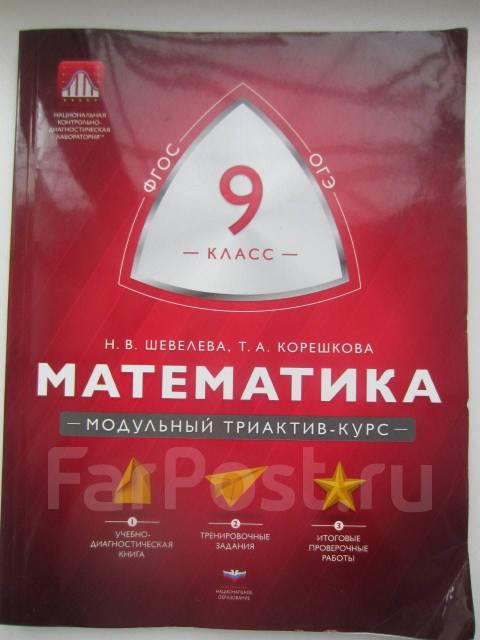 НАЦИОНАЛЬНАЯ
КОНТРОЛЬНО-
ДИАГНОСТИЧЕСКАЯ
ЛАБОРАТОРИЯ™
ФГОС
ОГЭ
9
— КЛАСС —
Н. В. ШЕВЕЛЕВА, Т. А. КОРЕШКОВА
МАТЕМАТИКА
— МОДУЛЬНЫЙ ТРИАКТИВ-КУРС —
FarPost.ru
1
УЧЕБНО-
ДИАГНОСТИЧЕСКАЯ
КНИГА
2
ТРЕНИРОВОЧНЫЕ
ЗАДАНИЯ
3
ИТОГОВЫЕ
ПРОВЕРОЧНЫЕ
РАБОТЫ
НАЦИОНАЛЬНОЕ
ОБРАЗОВАНИЕ